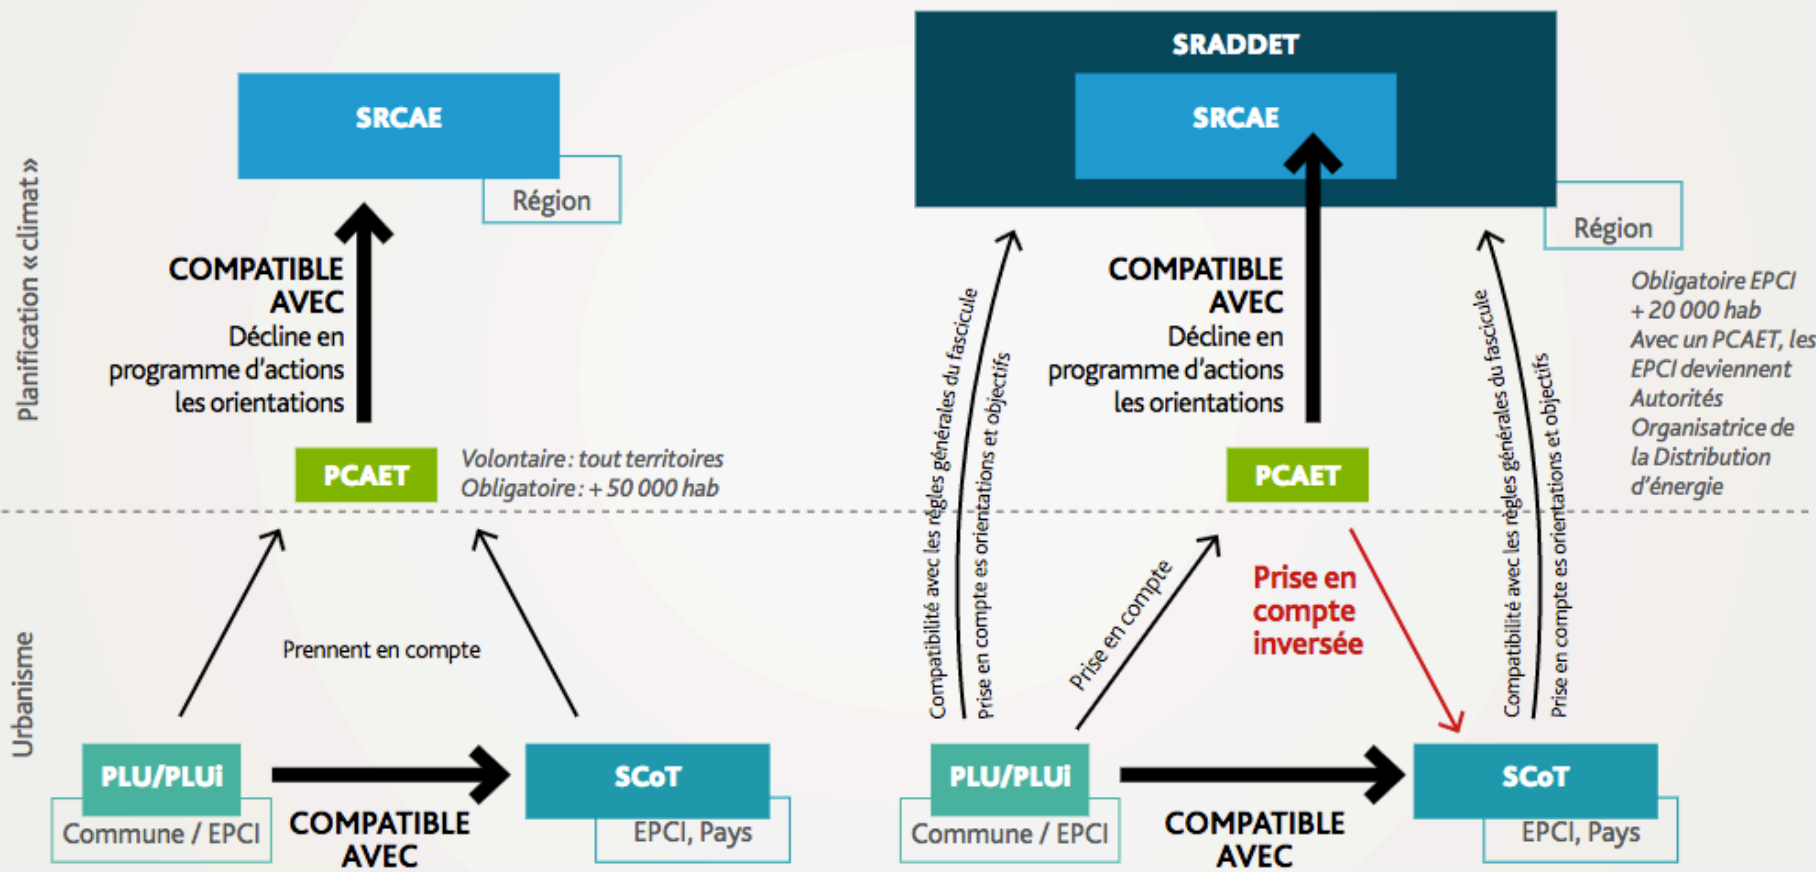 Planification « climat »
Urbanisme
SRCAE
Région
COMPATIBLE
AVEC
Décline en
programme d'actions
les orientations
PCAET
Volontaire : tout territoires
Obligatoire : + 50 000 hab
Prennent en compte
PLU/PLUi
Commune / EPCI
COMPATIBLE
AVEC
SCoT
EPCI, Pays
SRADDET
SRCAE
Région
COMPATIBLE
AVEC
Décline en
programme d'actions
les orientations
Obligatoire EPCI
+ 20 000 hab
Avec un PCAET, les
EPCI deviennent
Autorités
Organisatrice de
la Distribution
d'énergie
Compatibilité avec les règles générales du fascicule
Prise en compte es orientations et objectifs
PCAET
Compatibilité avec les règles générales du fascicule
Prise en compte es orientations et objectifs
Prise en compte
Prise en
compte
inversée
PLU/PLUi
Commune / EPCI
COMPATIBLE
AVEC
SCoT
EPCI, Pays